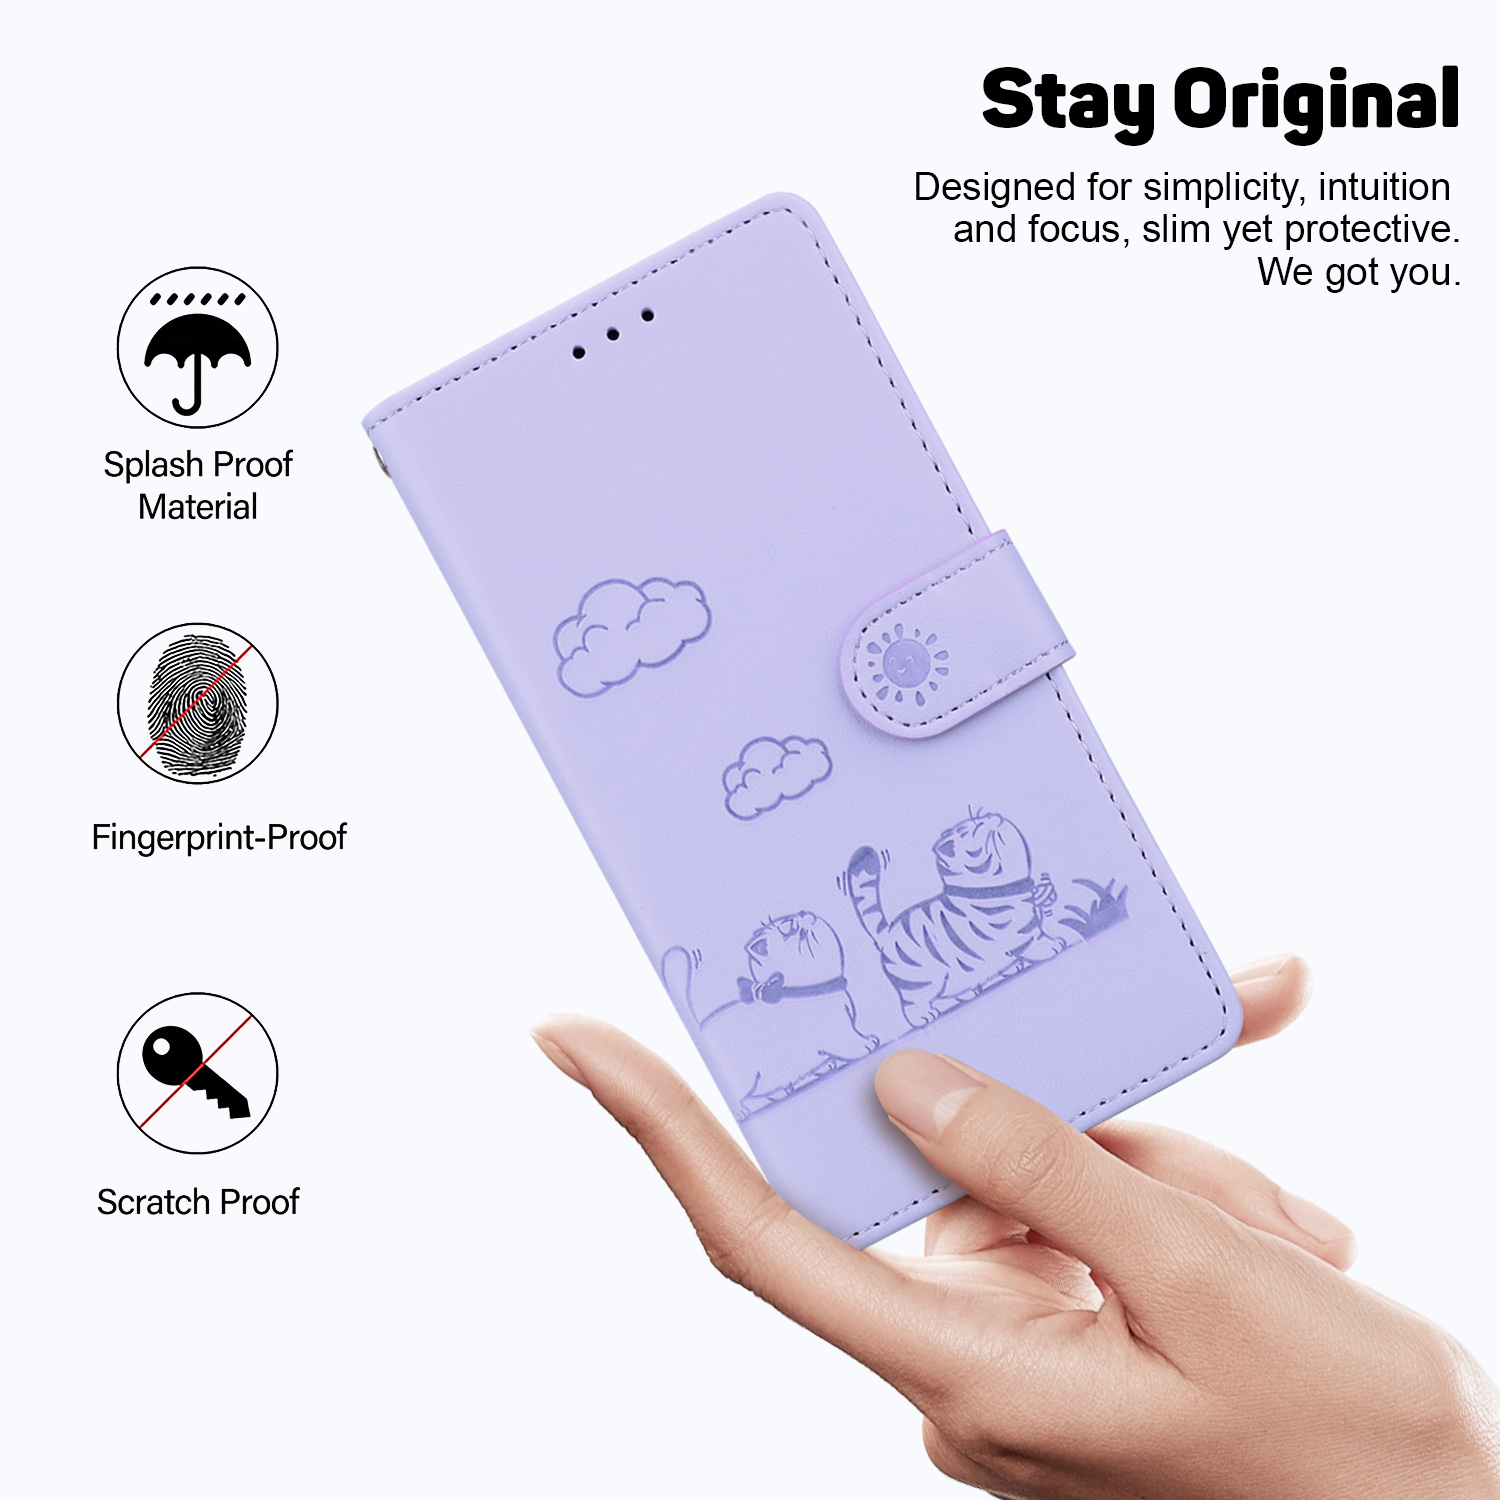 Stay Original
Designed for simplicity, intuition
and focus, slim yet protective.
We got you.
Splash Proof
Material
Fingerprint-Proof
Scratch Proof